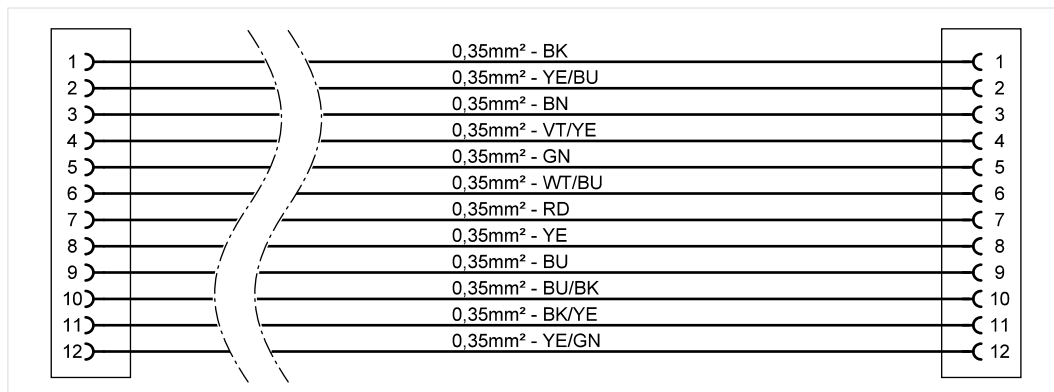 1 0,35mm² - BK 1
2 0,35mm² - YE/BU 2
3 0,35mm² - BN 3
4 0,35mm² - VT/YE 4
5 0,35mm² - GN 5
6 0,35mm² - WT/BU 6
7 0,35mm² - RD 7
8 0,35mm² - YE 8
9 0,35mm² - BU 9
10 0,35mm² - BU/BK 10
11 0,35mm² - BK/YE 11
12 0,35mm² - YE/GN 12